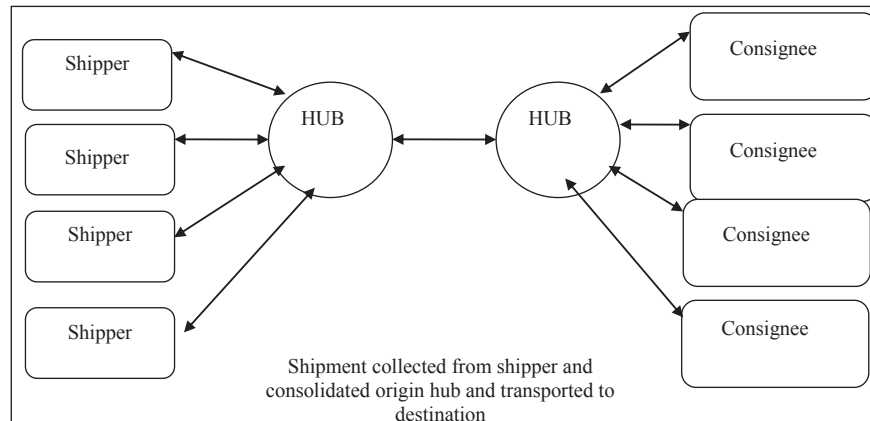 Shipper
Shipper
Shipper
Shipper
HUB
HUB
Consignee
Consignee
Consignee
Consignee
Shipment collected from shipper and
consolidated origin hub and transported to
destination